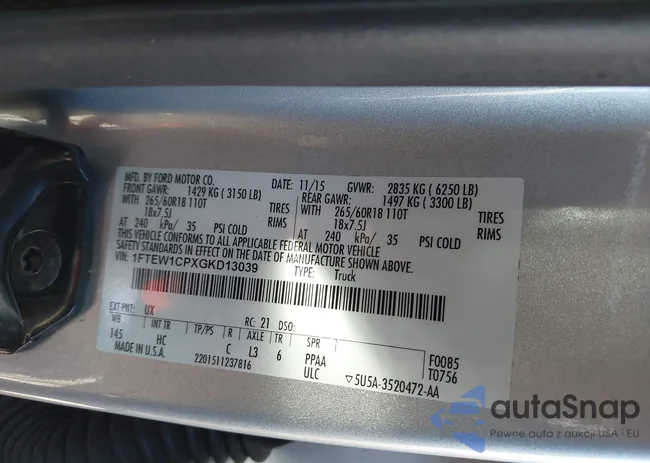 MFD. BY FORD MOTOR CO.
DATE: 11/15 GVWR: 2835 KG ( 6250 LB)
FRONT GAWR: 1429 KG ( 3150 LB) REAR GAWR: 1497 KG ( 3300 LB)
WITH 265/60R18 110T TIRES WITH 265/60R18 110T TIRES
18x7.5J RIMS 18x7.5J RIMS
AT 240 kPa/ 35 PSI COLD AT 240 kPa/ 35 PSI COLD
THIS VEHICLE CONFORMS TO ALL APPLICABLE FEDERAL MOTOR VEHICLE
SAFETY STANDARDS IN EFFECT ON THE DATE OF MANUFACTURE SHOWN ABOVE.
VIN: 1FTEW1CPXGKD13039 TYPE: Truck
EXT PNT: UX RC: 21 DSO:
WB INT TR TP/PS R AXLE TR SPR
145 HC C L3 6 PPAA F0085
MADE IN U.S.A. 2201511237816 ULC T0756
▽5U5A-3520472-AA
autaSnap
Pewne auta z aukcji USA i EU